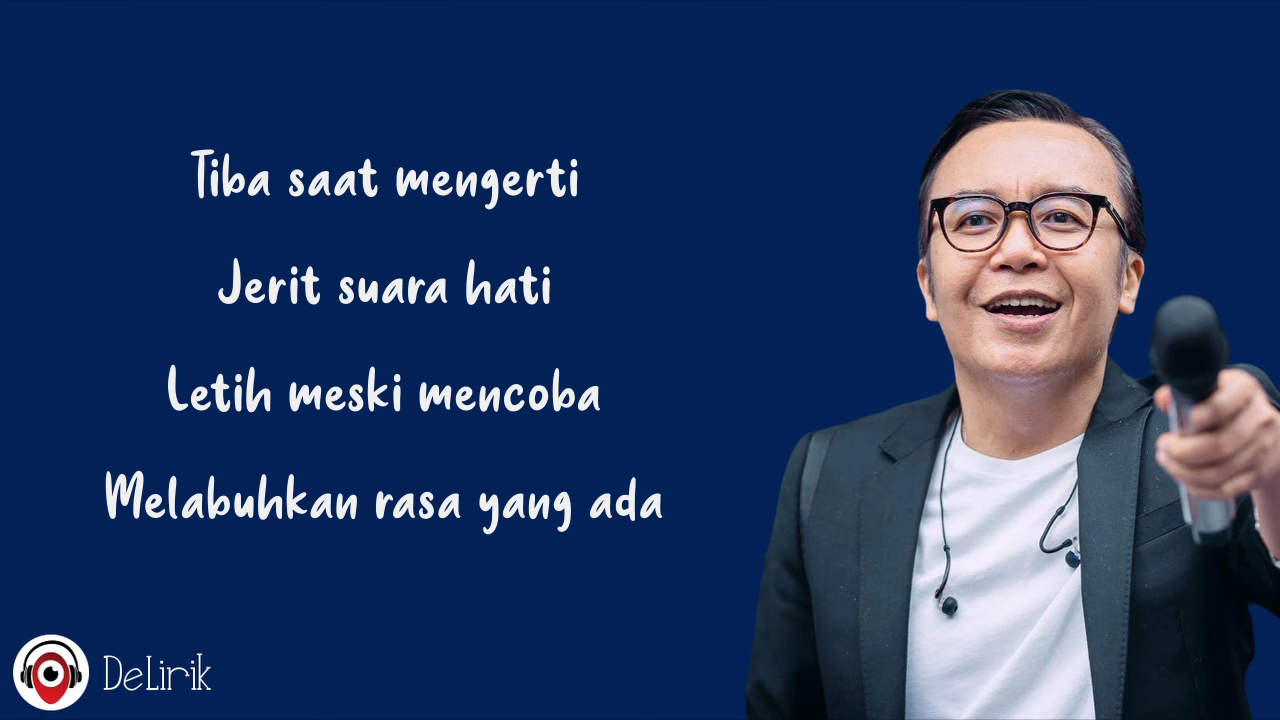 Tiba saat mengerti
Jerit suara hati
Letih meski mencoba
Melabuhkan rasa yang ada
DeLirik